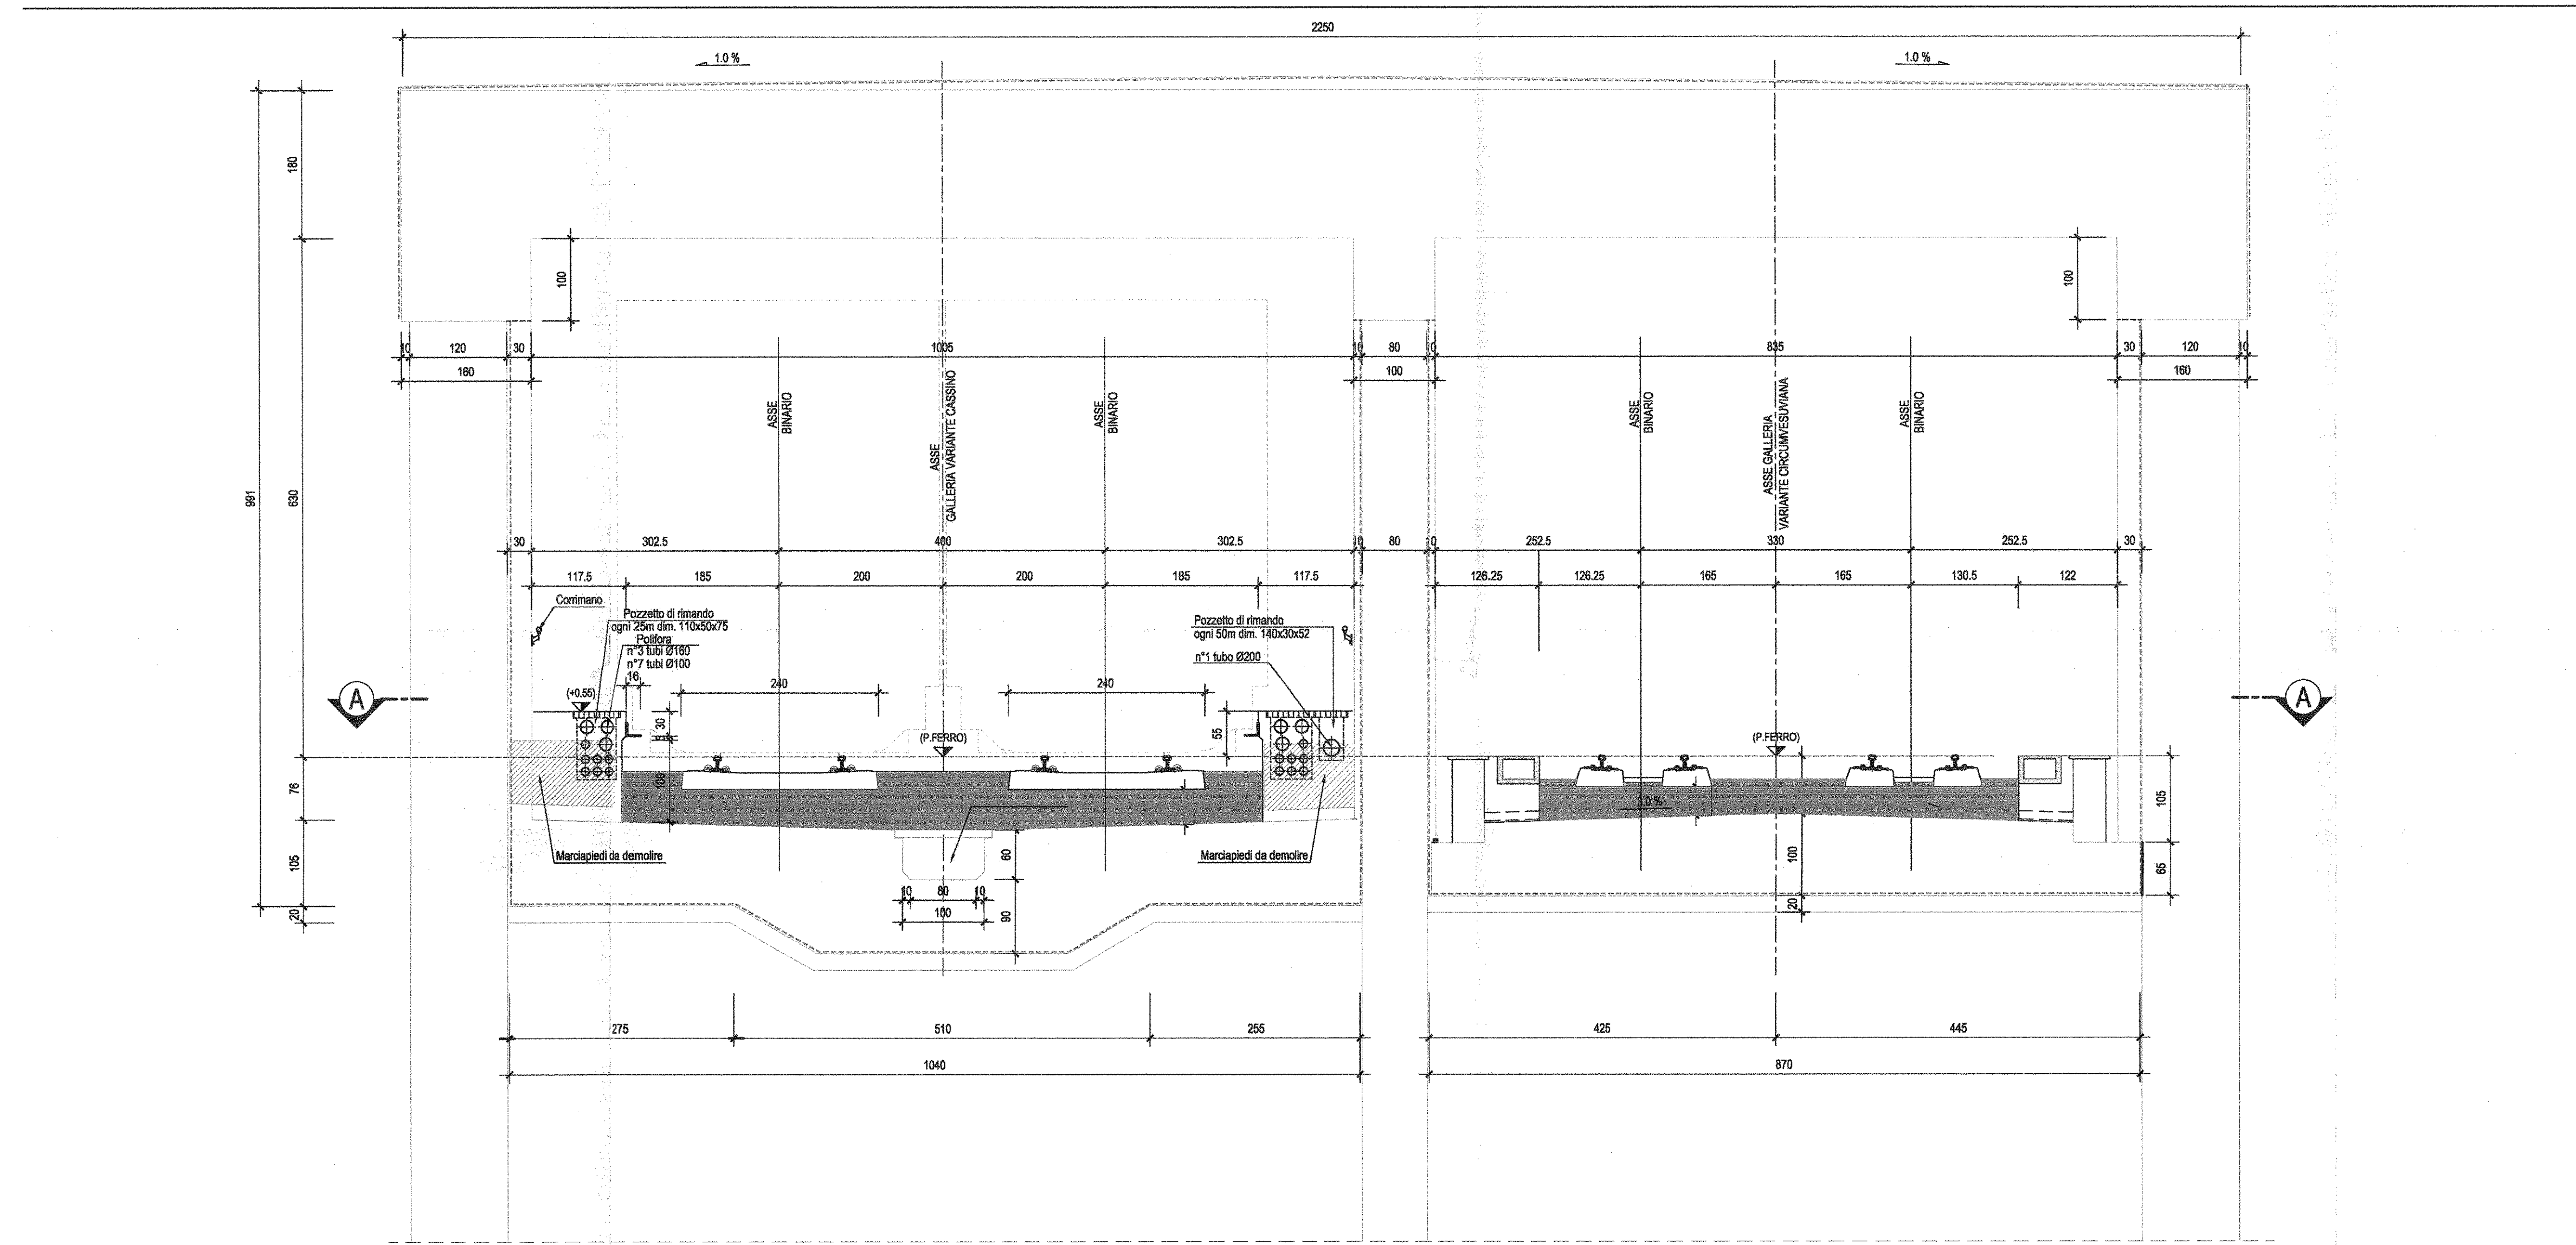 2250
1.0 %
1.0 %
180
100
100
10
120
30
1005
10
80
10
835
30
120
10
160
100
160
991
630
ASSE
BINARIO
ASSE
GALLERIA VARIANTE CASSINO
ASSE
BINARIO
ASSE
BINARIO
ASSE GALLERIA
VARIANTE CIRCUMVESUVIANA
ASSE
BINARIO
30
302.5
400
302.5
10
80
252.5
330
252.5
30
117.5
185
200
200
185
117.5
126.25
126.25
165
165
130.5
122
Corrimano
Pozzetto di rimando
ogni 25m dim. 110x50x75
Polifora
n°3 tubi Ø160
n°7 tubi Ø100
Pozzetto di rimando
ogni 50m dim. 140x30x52
n°1 tubo Ø200
16
(+0.55)
240
240
A
A
30
55
(P.FERRO)
(P.FERRO)
76
100
3.0 %
105
Marciapiedi da demolire
Marciapiedi da demolire
105
60
100
65
10
80
10
100
90
20
20
275
510
255
425
445
1040
870